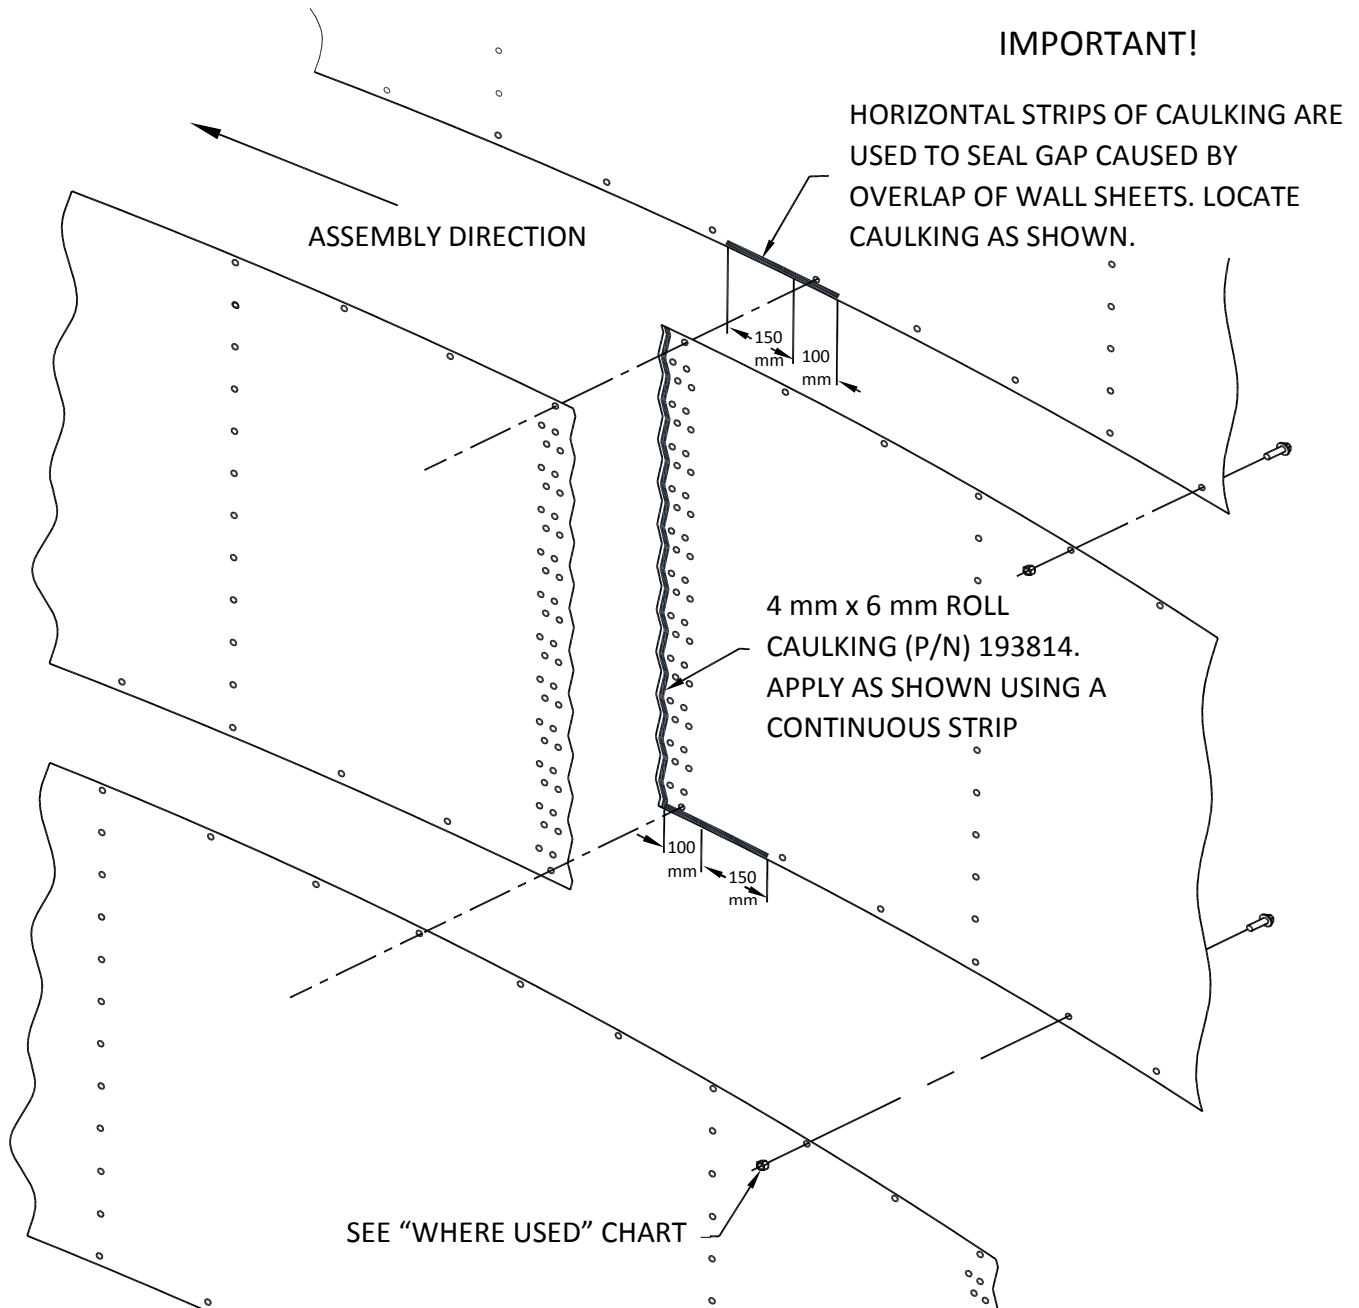 IMPORTANT!
HORIZONTAL STRIPS OF CAULKING ARE
USED TO SEAL GAP CAUSED BY
OVERLAP OF WALL SHEETS. LOCATE
CAULKING AS SHOWN.
ASSEMBLY DIRECTION
150
mm
100
mm
4 mm x 6 mm ROLL
CAULKING (P/N) 193814.
APPLY AS SHOWN USING A
CONTINUOUS STRIP
100
mm
150
mm
SEE “WHERE USED” CHART